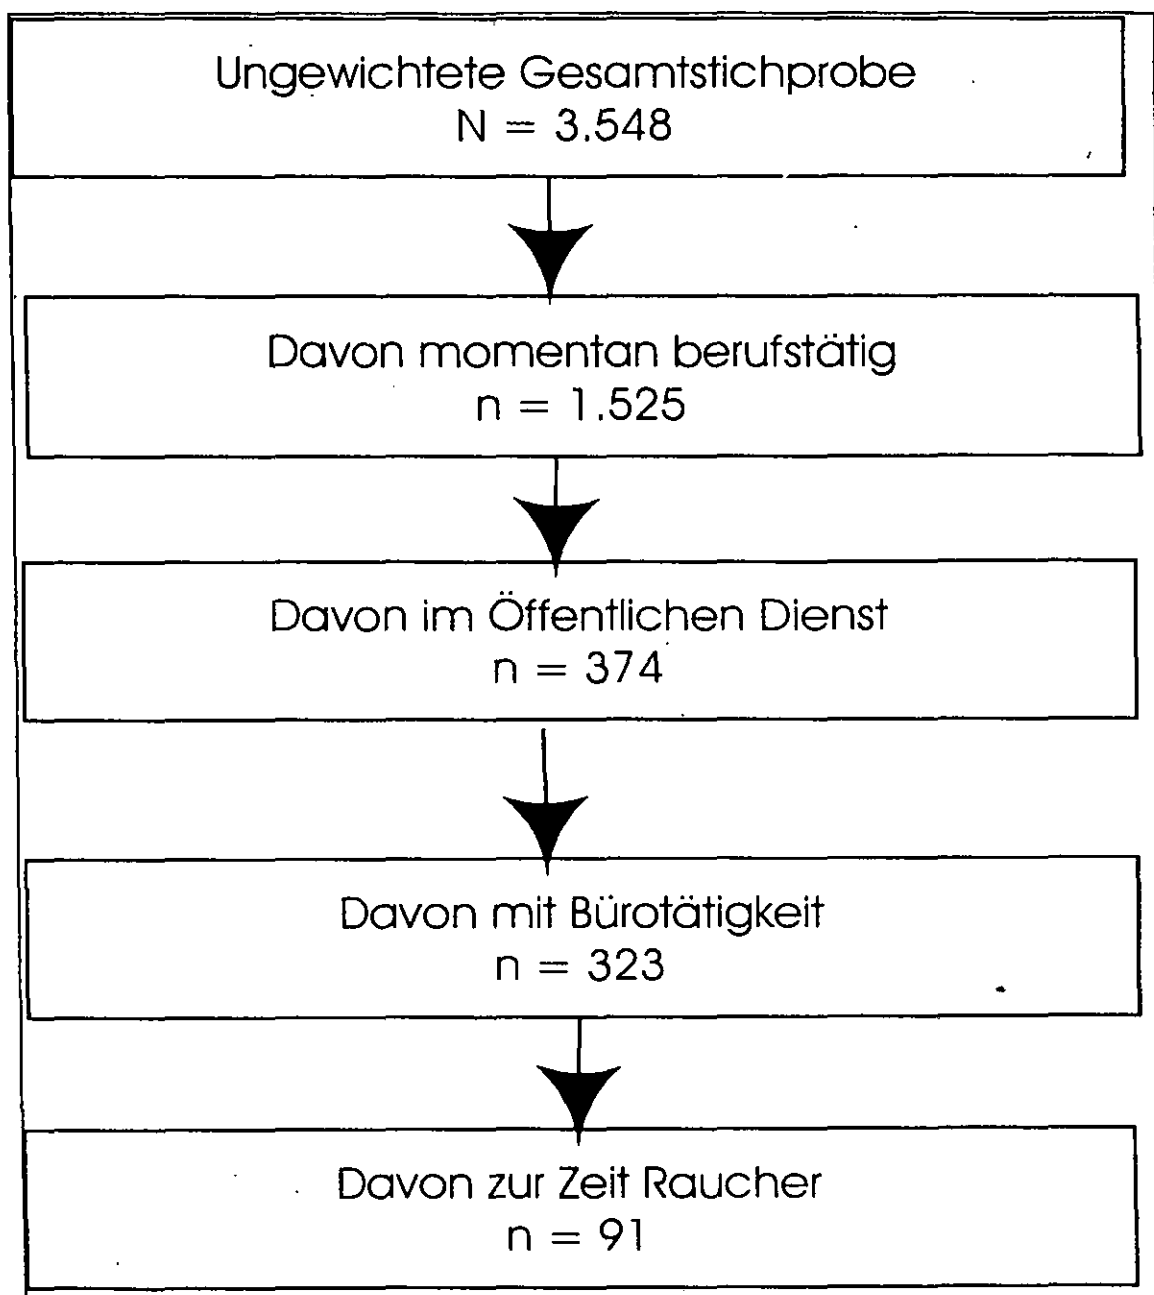 Ungewichtete Gesamtstichprobe
N = 3.548
Davon momentan berufstätig
n = 1.525
Davon im Öffentlichen Dienst
n = 374
Davon mit Bürotätigkeit
n = 323
Davon zur Zeit Raucher
n = 91